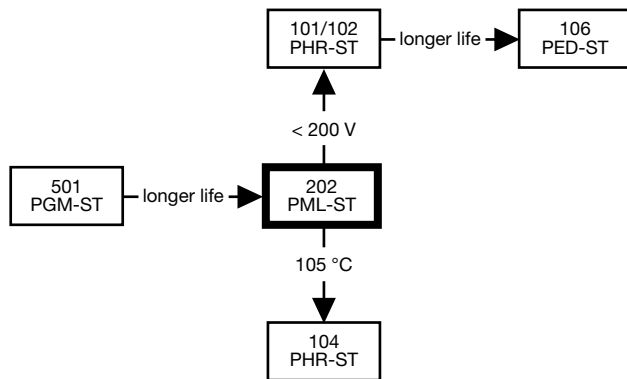 101/102
PHR-ST
longer life
106
PED-ST
< 200 V
501
PGM-ST
longer life
202
PML-ST
105 °C
104
PHR-ST